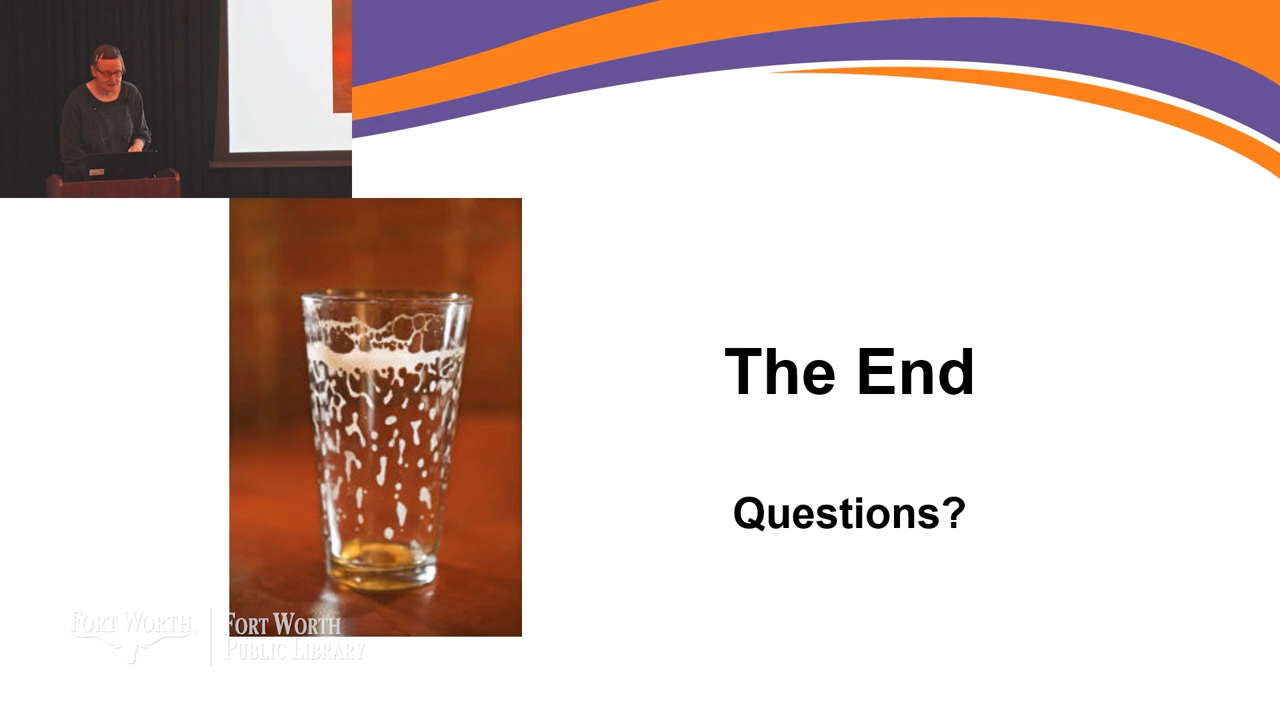 The End
Questions?
FORT WORTH®
FORT WORTH
PUBLIC LIBRARY